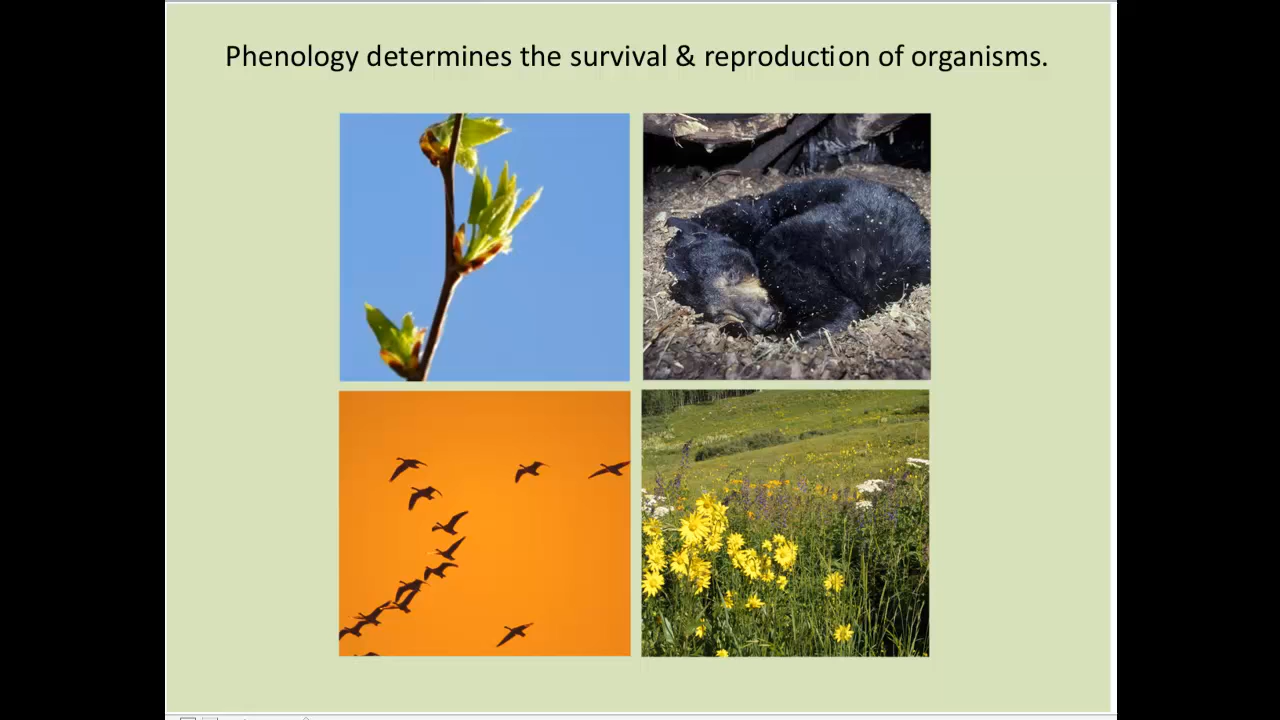 Phenology determines the survival & reproduction of organisms.